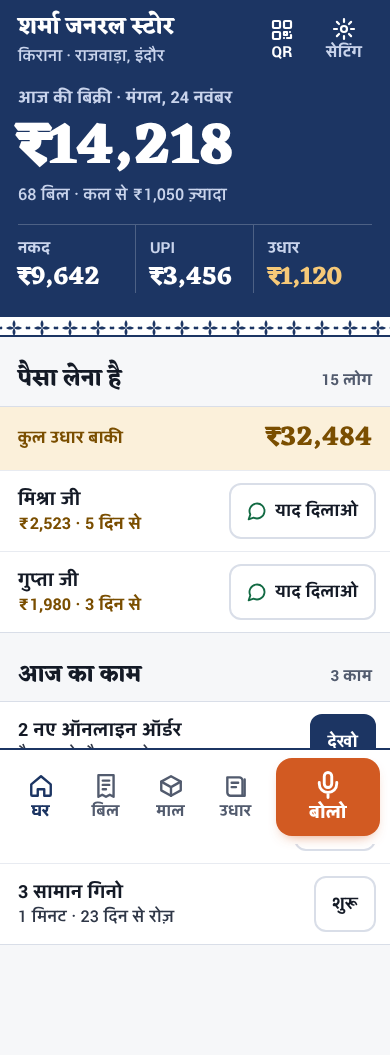 शर्मा जनरल स्टोर
किराना · राजवाड़ा, इंदौर
QR
सेटिंग
आज की बिक्री · मंगल, 24 नवंबर
₹14,218
68 बिल · कल से ₹1,050 ज़्यादा
नकद
₹9,642
UPI
₹3,456
उधार
₹1,120
पैसा लेना है
15 लोग
कुल उधार बाकी
₹32,484
मिश्रा जी
₹2,523 · 5 दिन से
याद दिलाओ
गुप्ता जी
₹1,980 · 3 दिन से
याद दिलाओ
आज का काम
3 काम
2 नए ऑनलाइन ऑर्डर
देखो
घर
बिल
माल
उधार
बोलो
3 सामान गिनो
1 मिनट · 23 दिन से रोज़
शुरू